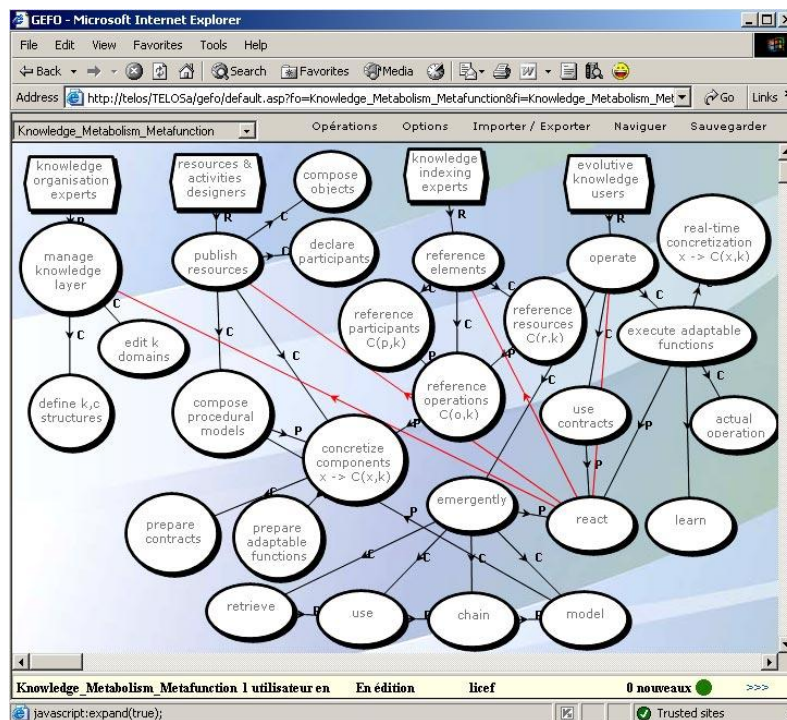 GEFO - Microsoft Internet Explorer
File Edit View Favorites Tools Help
Back Search Favorites Media
Address http://telos/TELOSa/gefo/default.asp?fo=Knowledge_Metabolism_Metafunction&fi=Knowledge_Metabolism_Met Go Links
Knowledge_Metabolism_Metafunction Opérations Options Importer / Exporter Naviguer Sauvegarder
knowledge
organisation
experts
resources &
activities
designers
compose
objects
knowledge
indexing
experts
evolutive
knowledge
users
real-time
concretization
x -> C(x,k)
R
R
R
R
C
C
C
manage
knowledge
layer
publish
resources
declare
participants
reference
elements
operate
C
C
C
C
C
reference
participants
C(p,k)
reference
resources
C(r,k)
execute adaptable
functions
C
C
C
C
C
edit k
domains
P
P
C
C
define k,c
structures
compose
procedural
models
reference
operations
C(o,k)
use
contracts
actual
operation
P
P
P
P
concretize
components
x -> C(x,k)
C
prepare
contracts
prepare
adaptable
functions
emergently
P
P
react
learn
C
C
C
C
retrieve
P
use
P
chain
P
model
Knowledge_Metabolism_Metafunction 1 utilisateur en En édition licef 0 nouveaux >>>
javascript:expand(true); Trusted sites